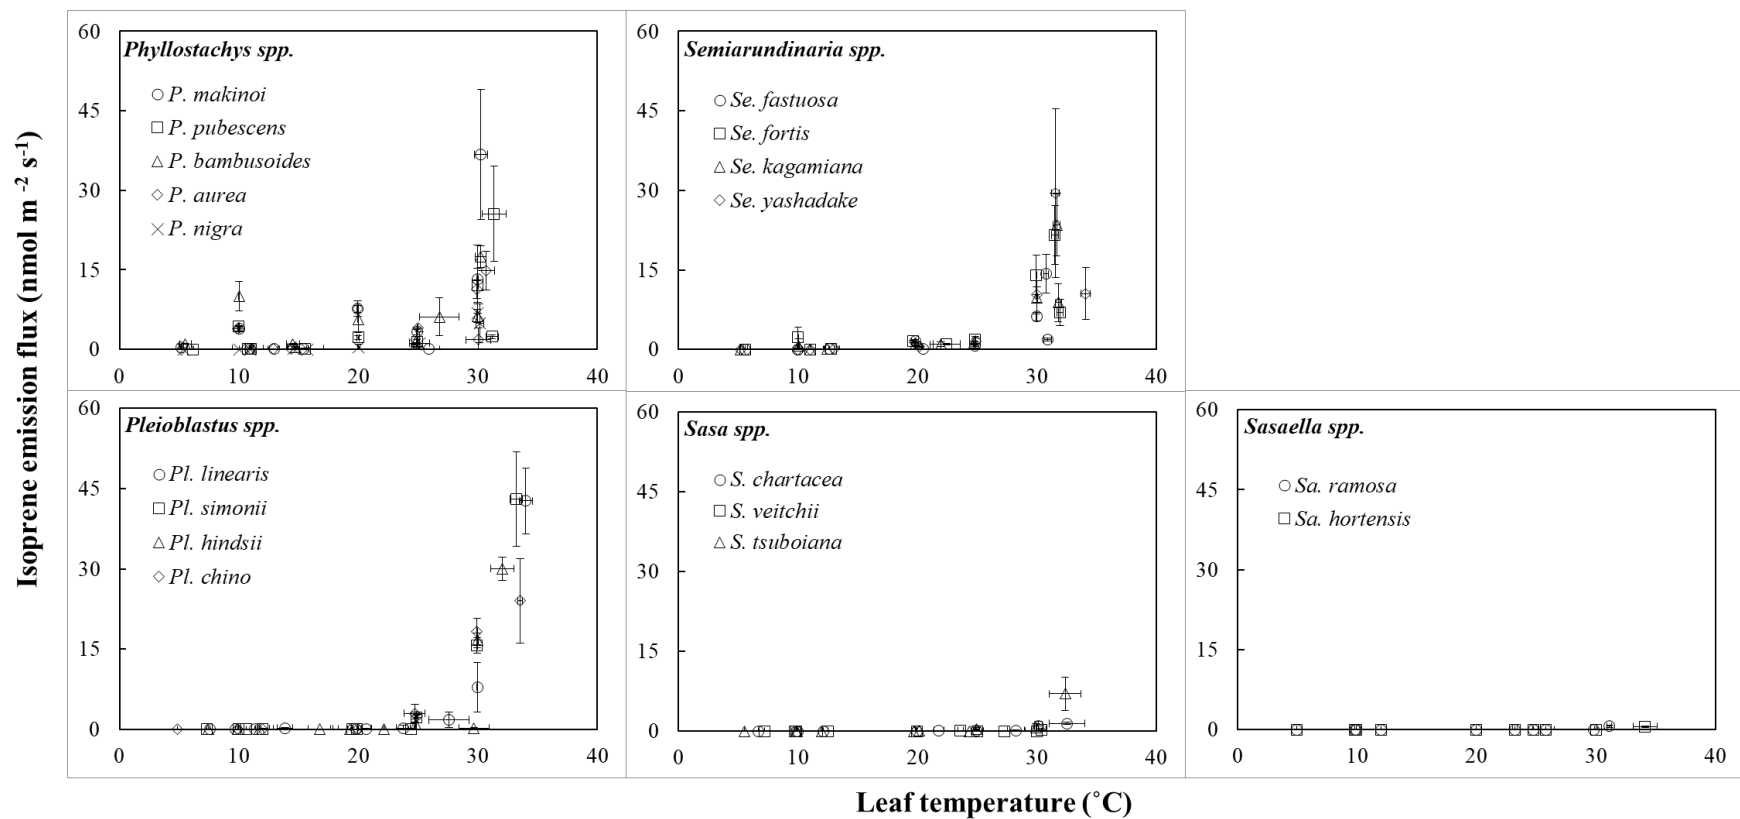 Isoprene emission flux (nmol m -2 s-1)
Phyllostachys spp.
P. makinoi
P. pubescens
P. bambusoides
P. aurea
P. nigra
60
45
30
15
0
0 10 20 30 40
Semiarundinaria spp.
Se. fastuosa
Se. fortis
Se. kagamiana
Se. yashadake
60
45
30
15
0
0 10 20 30 40
Pleioblastus spp.
Pl. linearis
Pl. simonii
Pl. hindsii
Pl. chino
60
45
30
15
0
0 10 20 30 40
Sasa spp.
S. chartacea
S. veitchii
S. tsuboiana
60
45
30
15
0
0 10 20 30 40
Sasaella spp.
Sa. ramosa
Sa. hortensis
60
45
30
15
0
0 10 20 30 40
Leaf temperature (˚C)